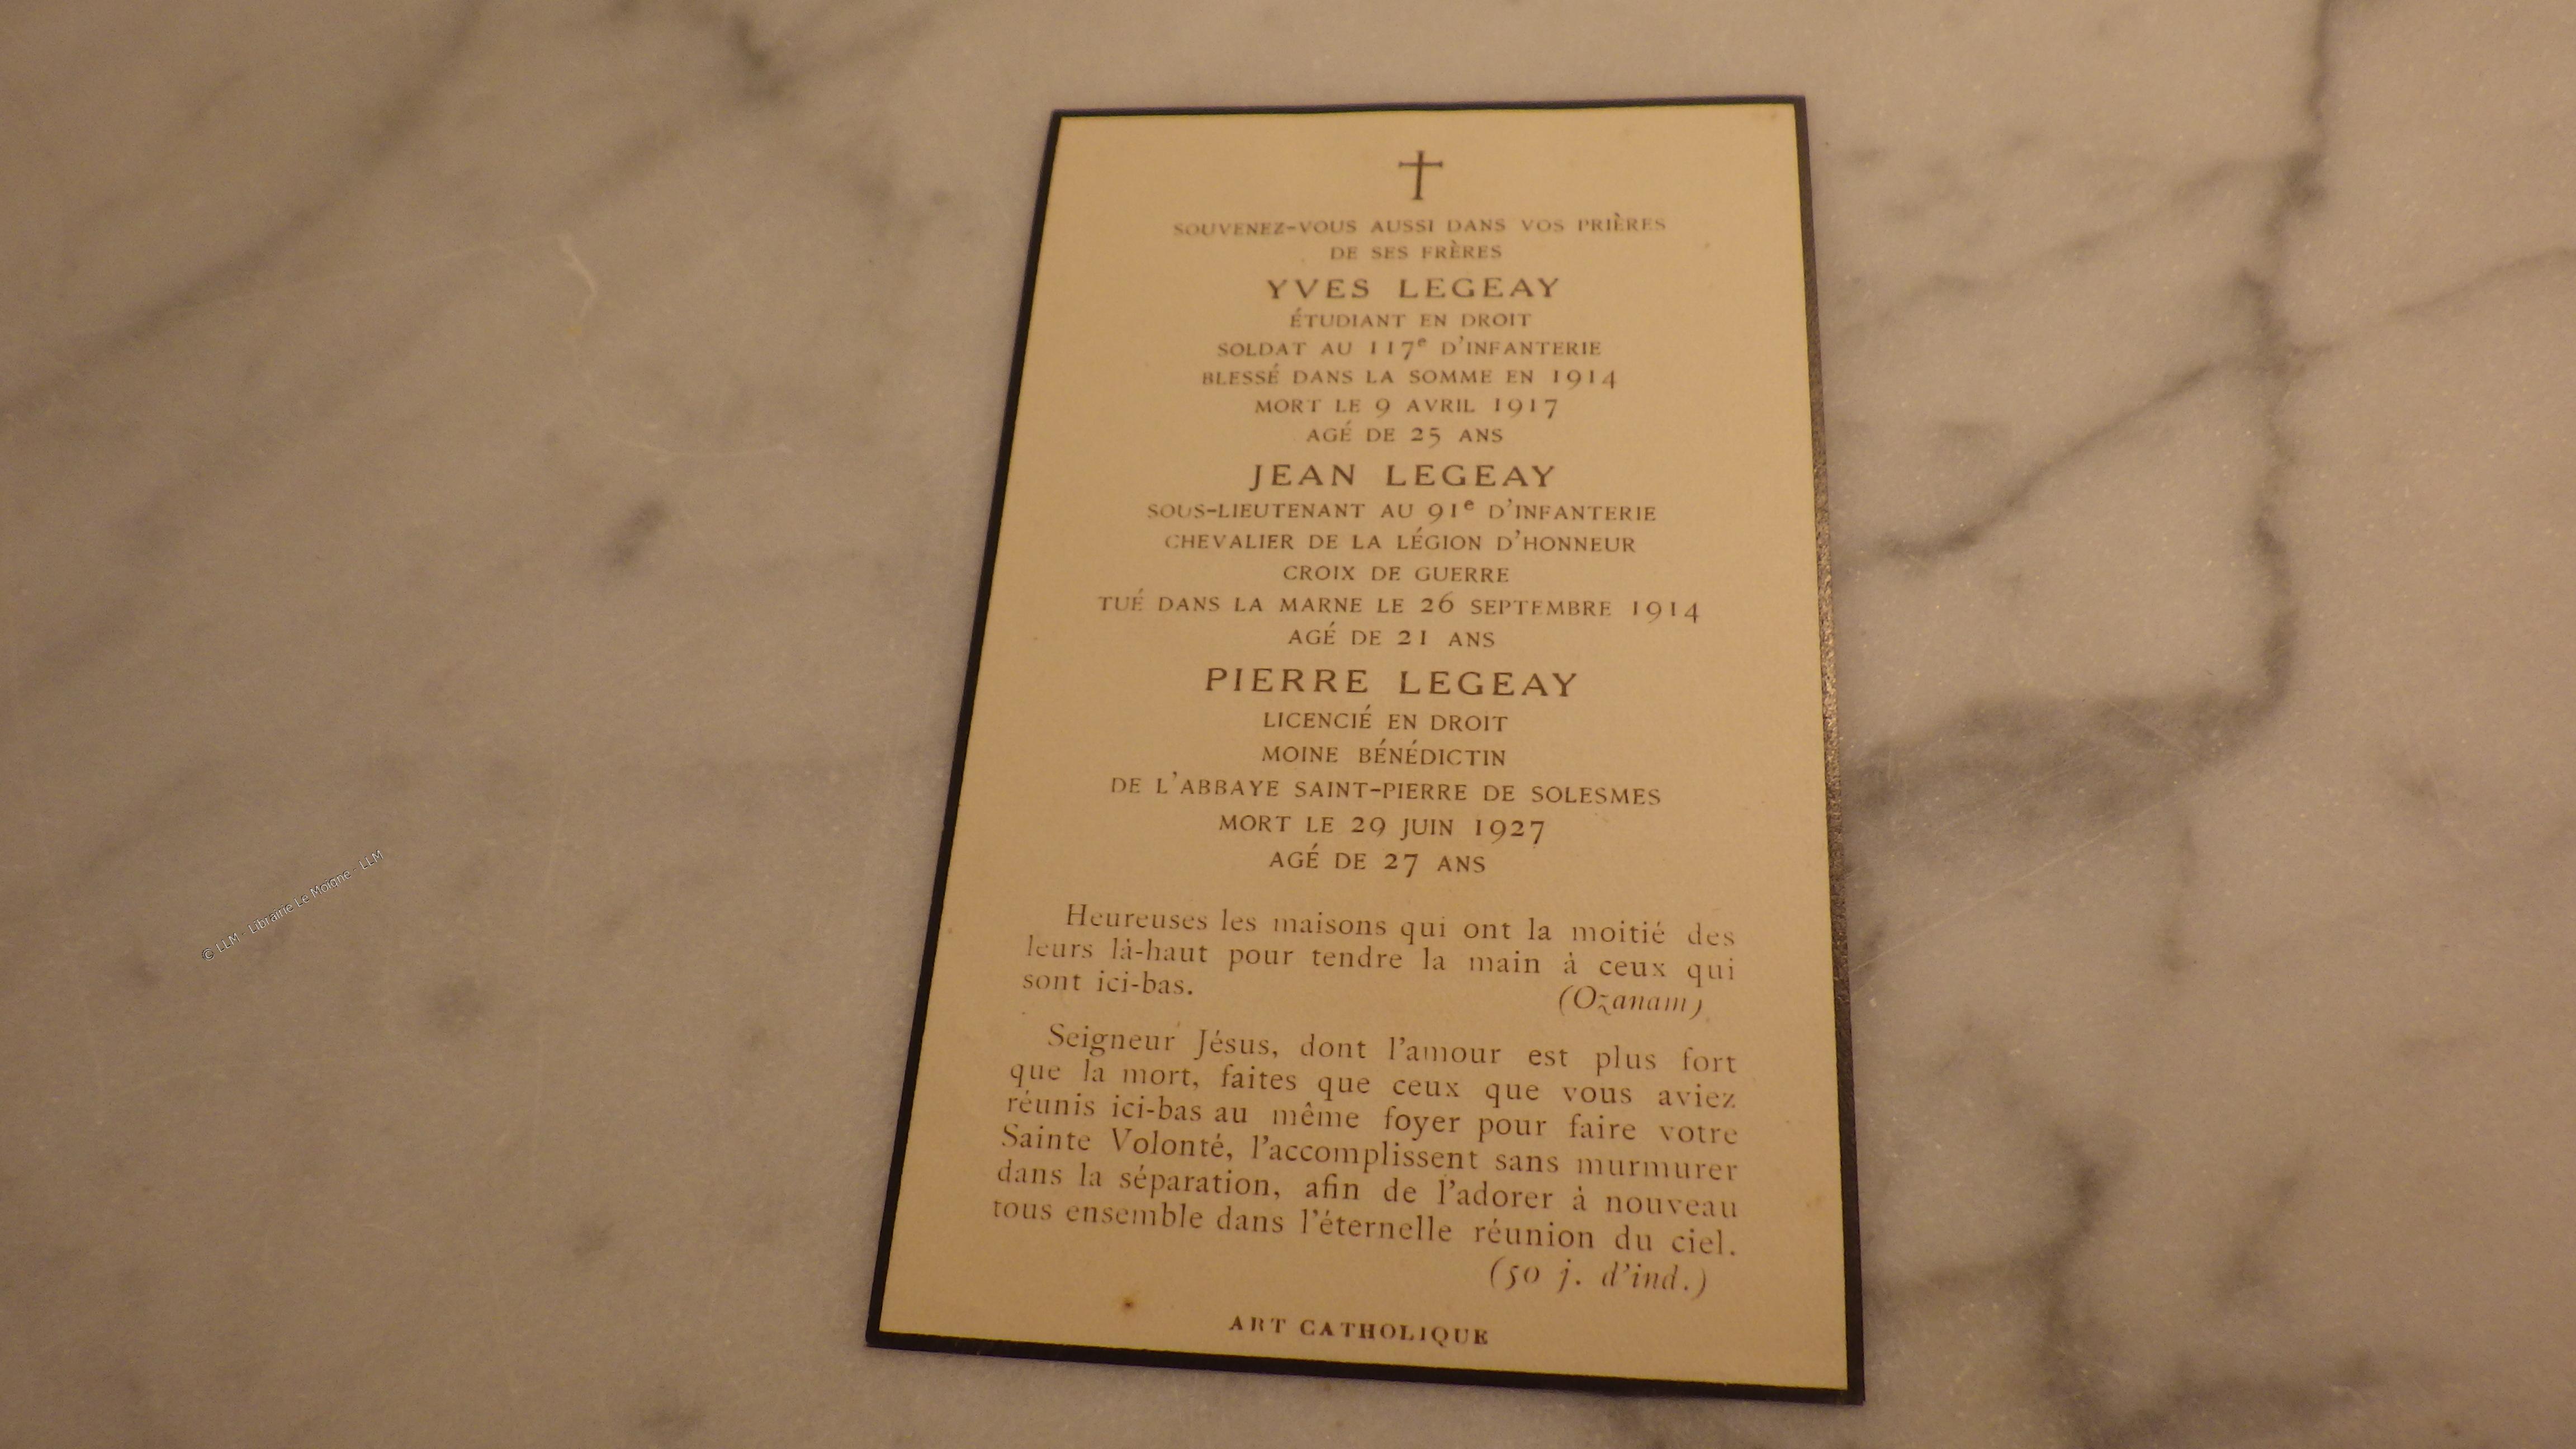 SOUVENEZ-VOUS AUSSI DANS VOS PRIÈRES
DE SES FRÈRES
YVES LEGEAY
ÉTUDIANT EN DROIT
SOLDAT AU 117e D'INFANTERIE
BLESSÉ DANS LA SOMME EN 1914
MORT LE 9 AVRIL 1917
AGÉ DE 25 ANS
JEAN LEGEAY
SOUS-LIEUTENANT AU 91e D'INFANTERIE
CHEVALIER DE LA LÉGION D'HONNEUR
CROIX DE GUERRE
TUÉ DANS LA MARNE LE 26 SEPTEMBRE 1914
AGÉ DE 21 ANS
PIERRE LEGEAY
LICENCIÉ EN DROIT
MOINE BÉNÉDICTIN
DE L'ABBAYE SAINT-PIERRE DE SOLESMES
MORT LE 29 JUIN 1927
AGÉ DE 27 ANS
Heureuses les maisons qui ont la moitié des
leurs là-haut pour tendre la main à ceux qui
sont ici-bas. (Ozanam)
Seigneur Jésus, dont l'amour est plus fort
que la mort, faites que ceux que vous aviez
réunis ici-bas au même foyer pour faire votre
Sainte Volonté, l'accomplissent sans murmurer
dans la séparation, afin de l'adorer à nouveau
tous ensemble dans l'éternelle réunion du ciel.
(50 j. d'ind.)
ART CATHOLIQUE
© LLM - Librairie Le Moigne - LLM